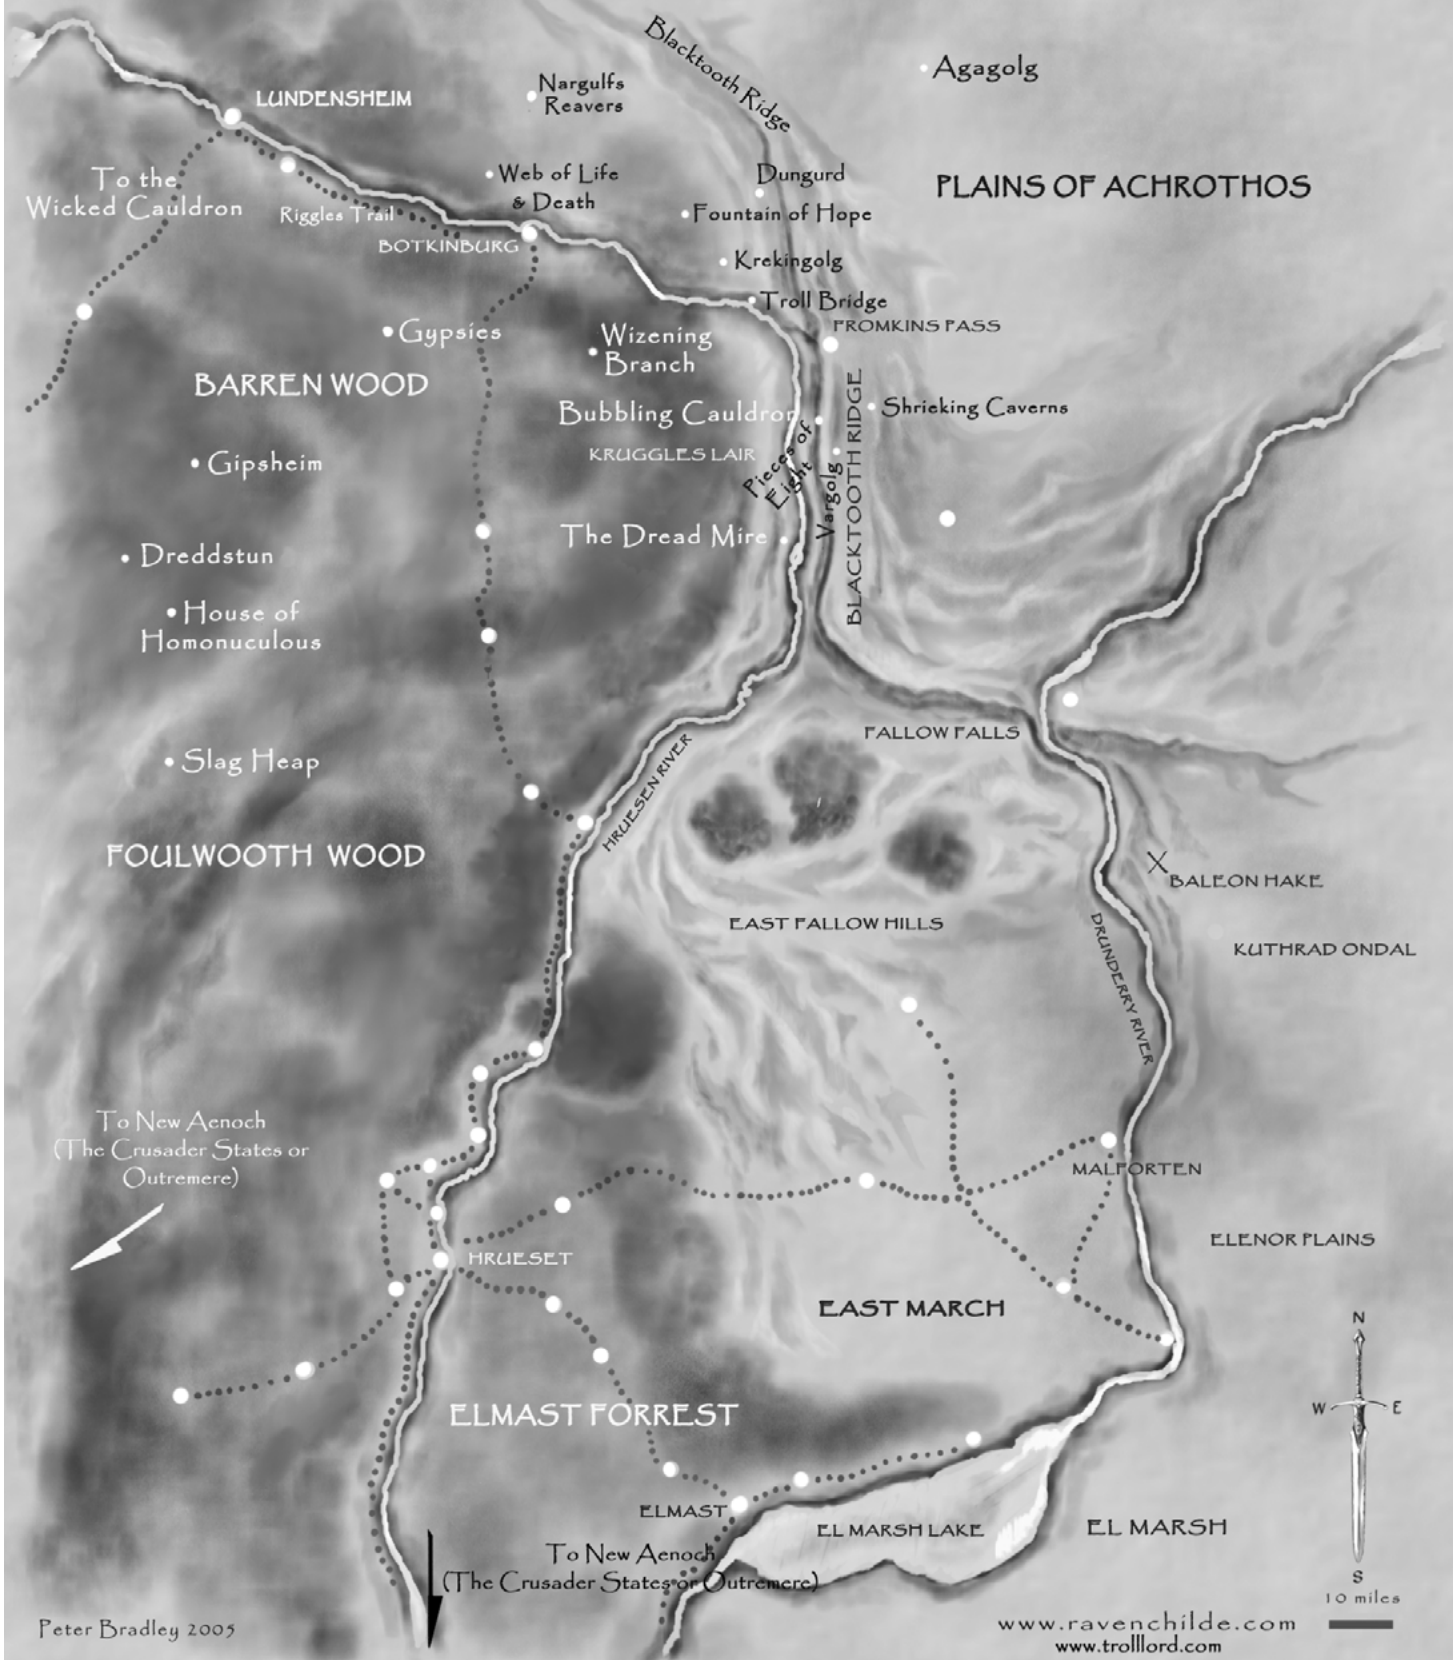 Blacktooth Ridge
Agagolg
Nargulfs
Reavers
LUNDENSHEIM
Web of Life
& Death
Dungurd
Fountain of Hope
PLAINS OF ACHROTHOS
To the
Wicked Cauldron
Riggles Trail
BOTKINBURG
Krekingolg
Troll Bridge
FROMKINS PASS
Gypsies
Wizening
Branch
BARREN WOOD
Bubbling Cauldron
Shrieking Caverns
KRUGGLES LAIR
Pieces of
Eight
Vargolg
BLACKTOOTH RIDGE
Gipsheim
The Dread Mire
Dreddstun
House of
Homonuculous
FALLOW FALLS
Slag Heap
HRUESEN RIVER
FOULWOOTH WOOD
X
BALEON HAKE
EAST FALLOW HILLS
DRUNDERRY RIVER
KUTHRAD ONDAL
To New Aenoch
(The Crusader States or
Outremere)
MALFORTEN
HRUESET
ELENOR PLAINS
EAST MARCH
N
W E
S
ELMAST FORREST
ELMAST
EL MARSH LAKE
EL MARSH
To New Aenoch
(The Crusader States or Outremere)
10 miles
Peter Bradley 2005
www.ravenchilde.com
www.trolllord.com